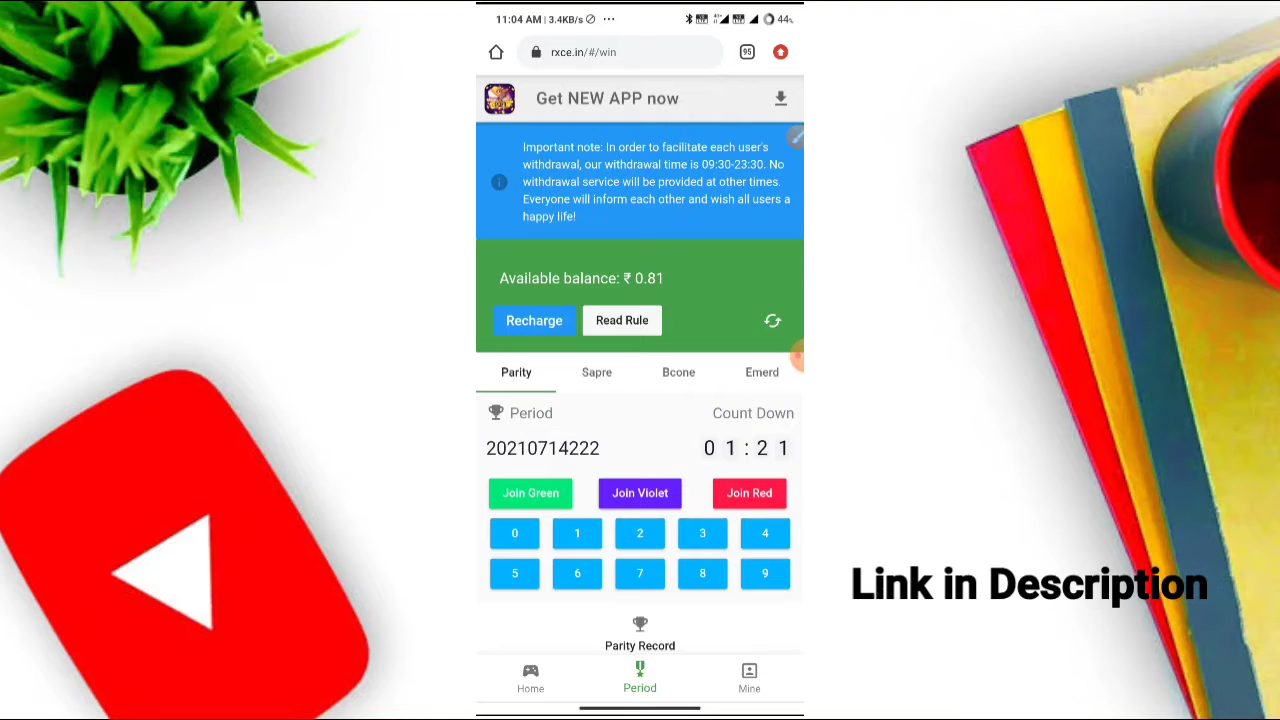 11:04 AM | 3.4KB/s
44%
rxce.in/#/win
95
Get NEW APP now
Important note: In order to facilitate each user's
withdrawal, our withdrawal time is 09:30-23:30. No
withdrawal service will be provided at other times.
Everyone will inform each other and wish all users a
happy life!
Available balance: ₹ 0.81
Recharge
Read Rule
Parity
Sapre
Bcone
Emerd
Period
Count Down
20210714222
01:21
Join Green
Join Violet
Join Red
0
1
2
3
4
5
6
7
8
9
Link in Description
Parity Record
Home
Period
Mine